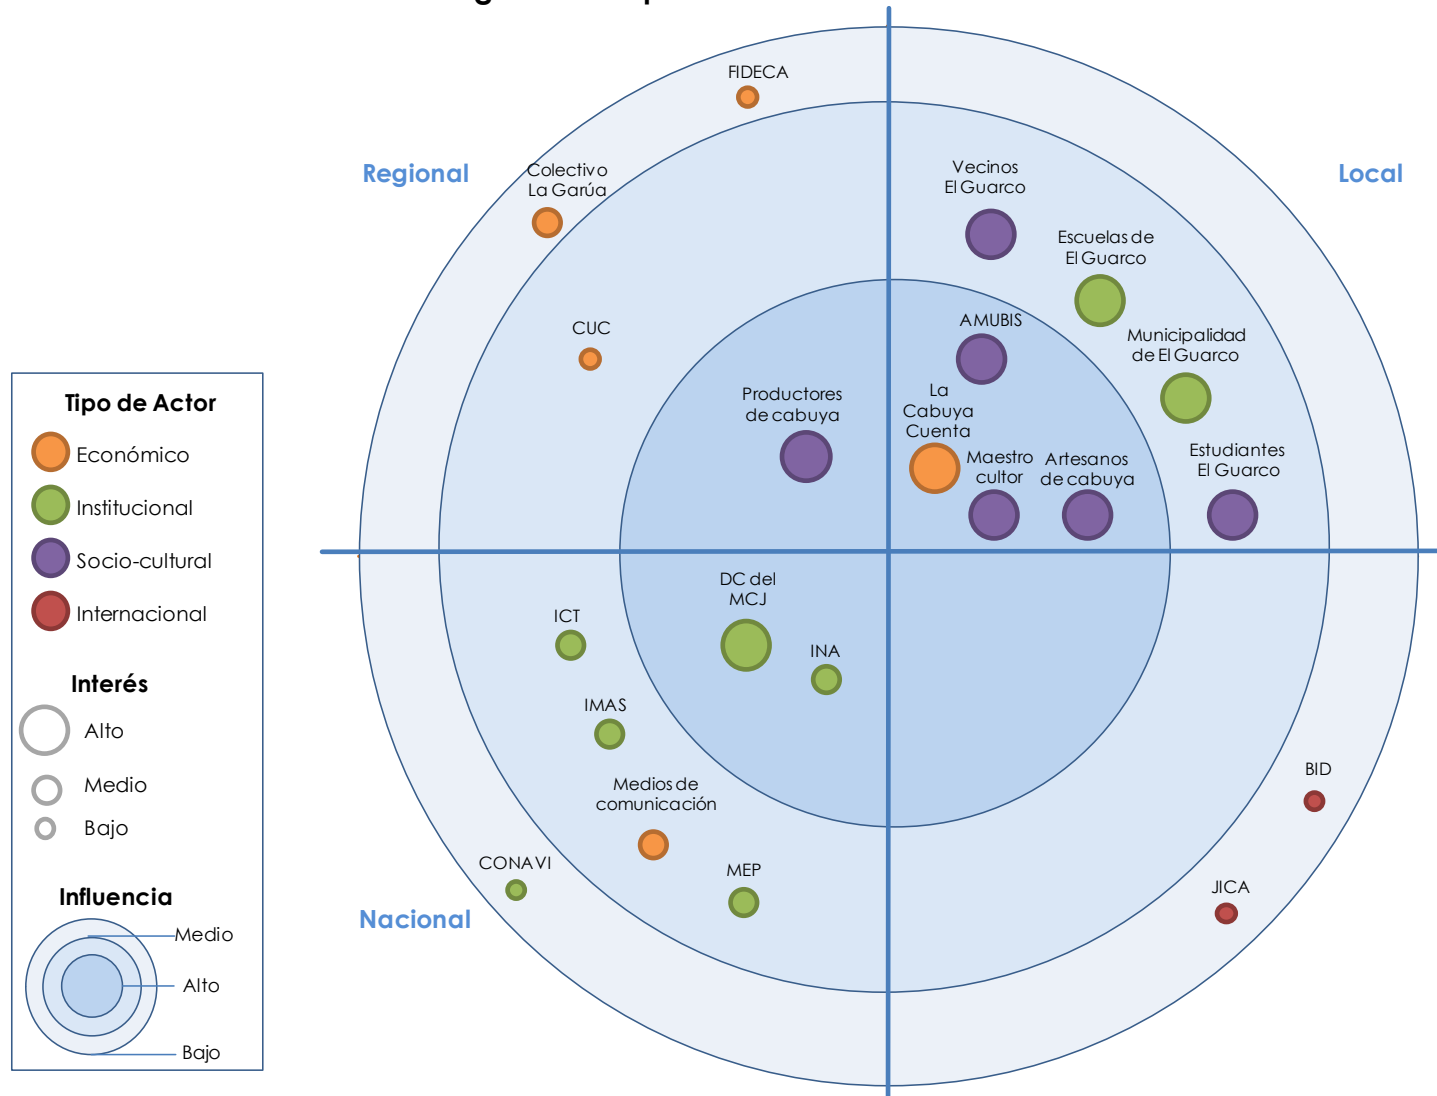 FIDECA
Regional
Colectivo
La Garúa
Vecinos
El Guarco
Local
Escuelas de
El Guarco
CUC
AMUBIS
Municipalidad
de El Guarco
Productores
de cabuya
La
Cabuya
Cuenta
Maestro
cultor
Artesanos
de cabuya
Estudiantes
El Guarco
Tipo de Actor
Económico
Institucional
Socio-cultural
Internacional
Interés
Alto
Medio
Bajo
Influencia
Medio
Alto
Bajo
DC del
MCJ
ICT
INA
IMAS
Medios de
comunicación
CONAVI
MEP
Nacional
BID
JICA